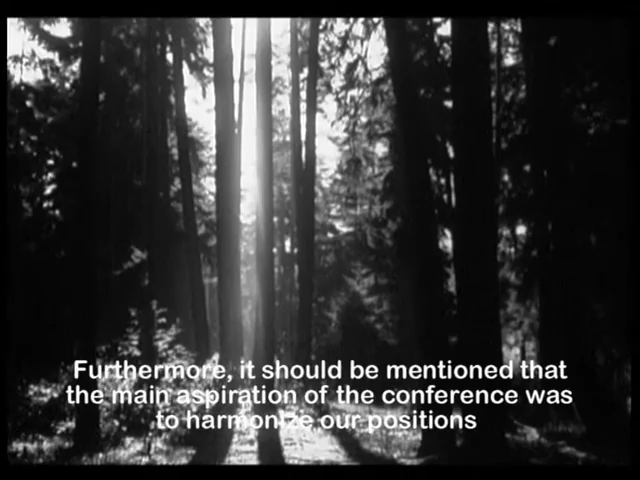 Furthermore, it should be mentioned that
the main aspiration of the conference was
to harmonize our positions